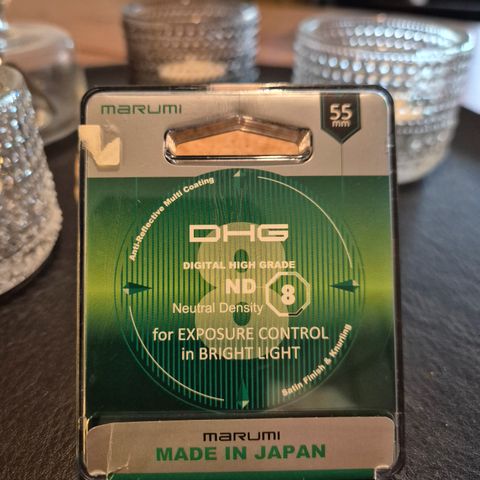 marumi
55
mm
Anti-Reflective Multi Coating
DHG
DIGITAL HIGH GRADE
ND 8
Neutral Density
for EXPOSURE CONTROL
in BRIGHT LIGHT
Satin Finish & Knurling
marumi
MADE IN JAPAN